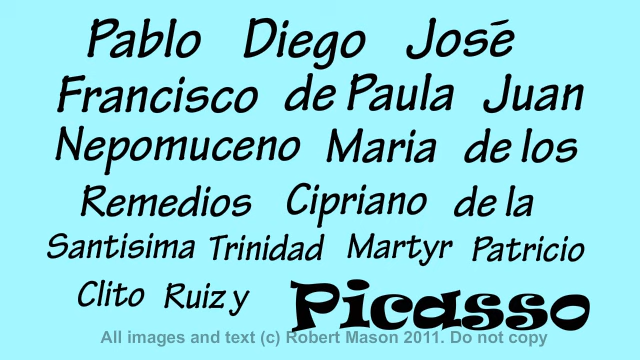 Pablo Diego José
Francisco de Paula Juan
Nepomuceno Maria de los
Remedios Cipriano de la
Santisima Trinidad Martyr Patricio
Clito Ruiz y Picasso
All images and text (c) Robert Mason 2011. Do not copy